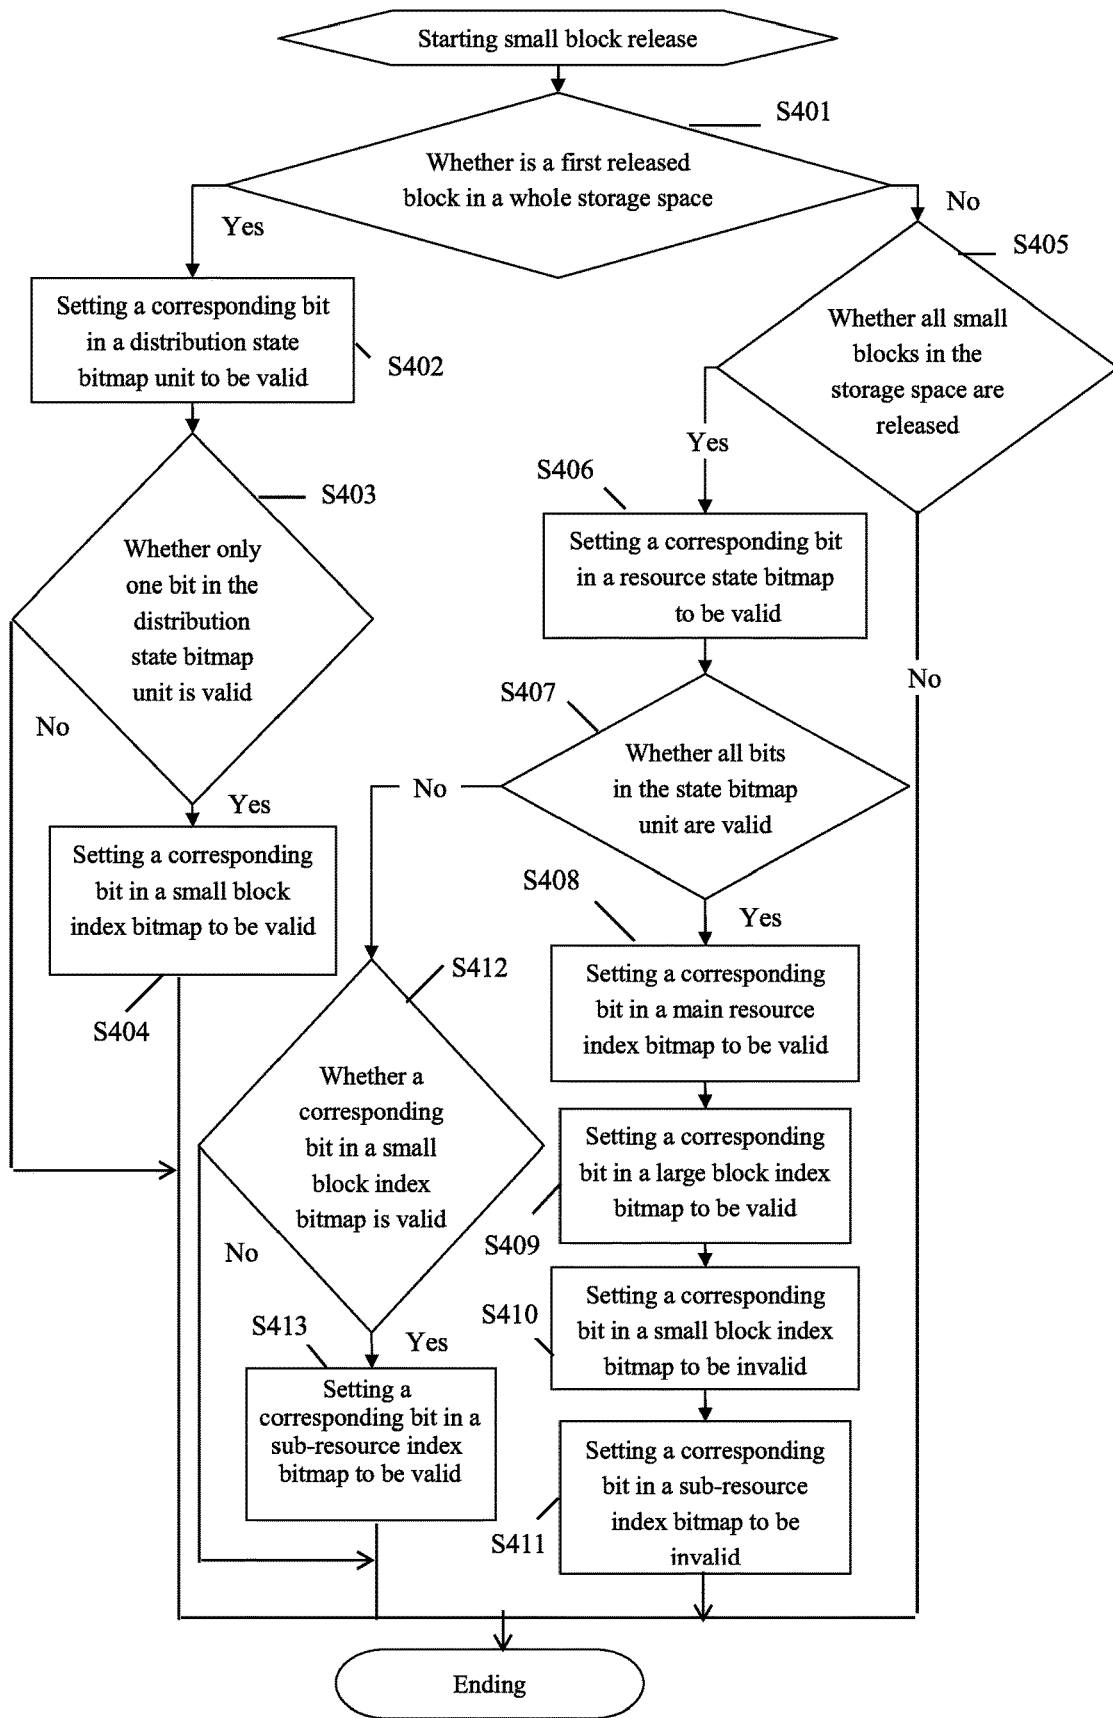 Starting small block release
S401
Whether is a first released
block in a whole storage space
Yes
No
S405
Setting a corresponding bit
in a distribution state
bitmap unit to be valid
S402
Whether all small
blocks in the
storage space are
released
Yes
S406
S403
Whether only
one bit in the
distribution
state bitmap
unit is valid
Setting a corresponding bit
in a resource state bitmap
to be valid
No
No
S407
Whether all bits
in the state bitmap
unit are valid
No
Yes
Setting a corresponding
bit in a small block
index bitmap to be valid
S404
S408
Yes
Setting a corresponding
bit in a main resource
index bitmap to be valid
S412
Whether a
corresponding
bit in a small
block index
bitmap is valid
Setting a corresponding
bit in a large block index
bitmap to be valid
S409
No
S410
Setting a corresponding
bit in a small block index
bitmap to be invalid
S413
Yes
Setting a
corresponding bit in a
sub-resource index
bitmap to be valid
Setting a corresponding
bit in a sub-resource
index bitmap to be
invalid
S411
Ending